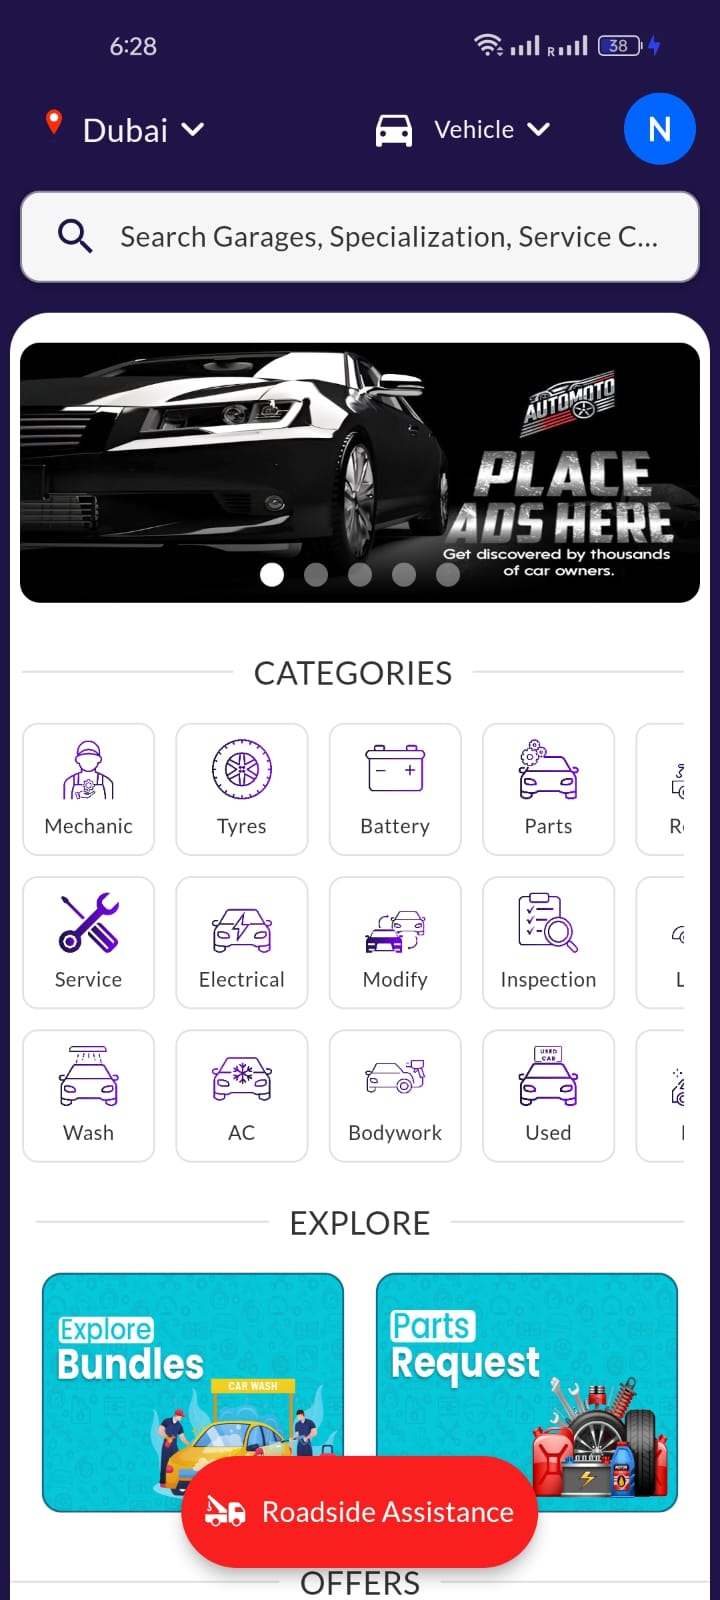 6:28
R
38
Dubai
Vehicle
N
Search Garages, Specialization, Service C...
AUTOMOTO
PLACE
ADS HERE
Get discovered by thousands
of car owners.
CATEGORIES
Mechanic
Tyres
Battery
Parts
R
Service
Electrical
Modify
Inspection
L
USED
CAR
Wash
AC
Bodywork
Used
EXPLORE
Explore
Bundles
CAR WASH
Parts
Request
Roadside Assistance
OFFERS